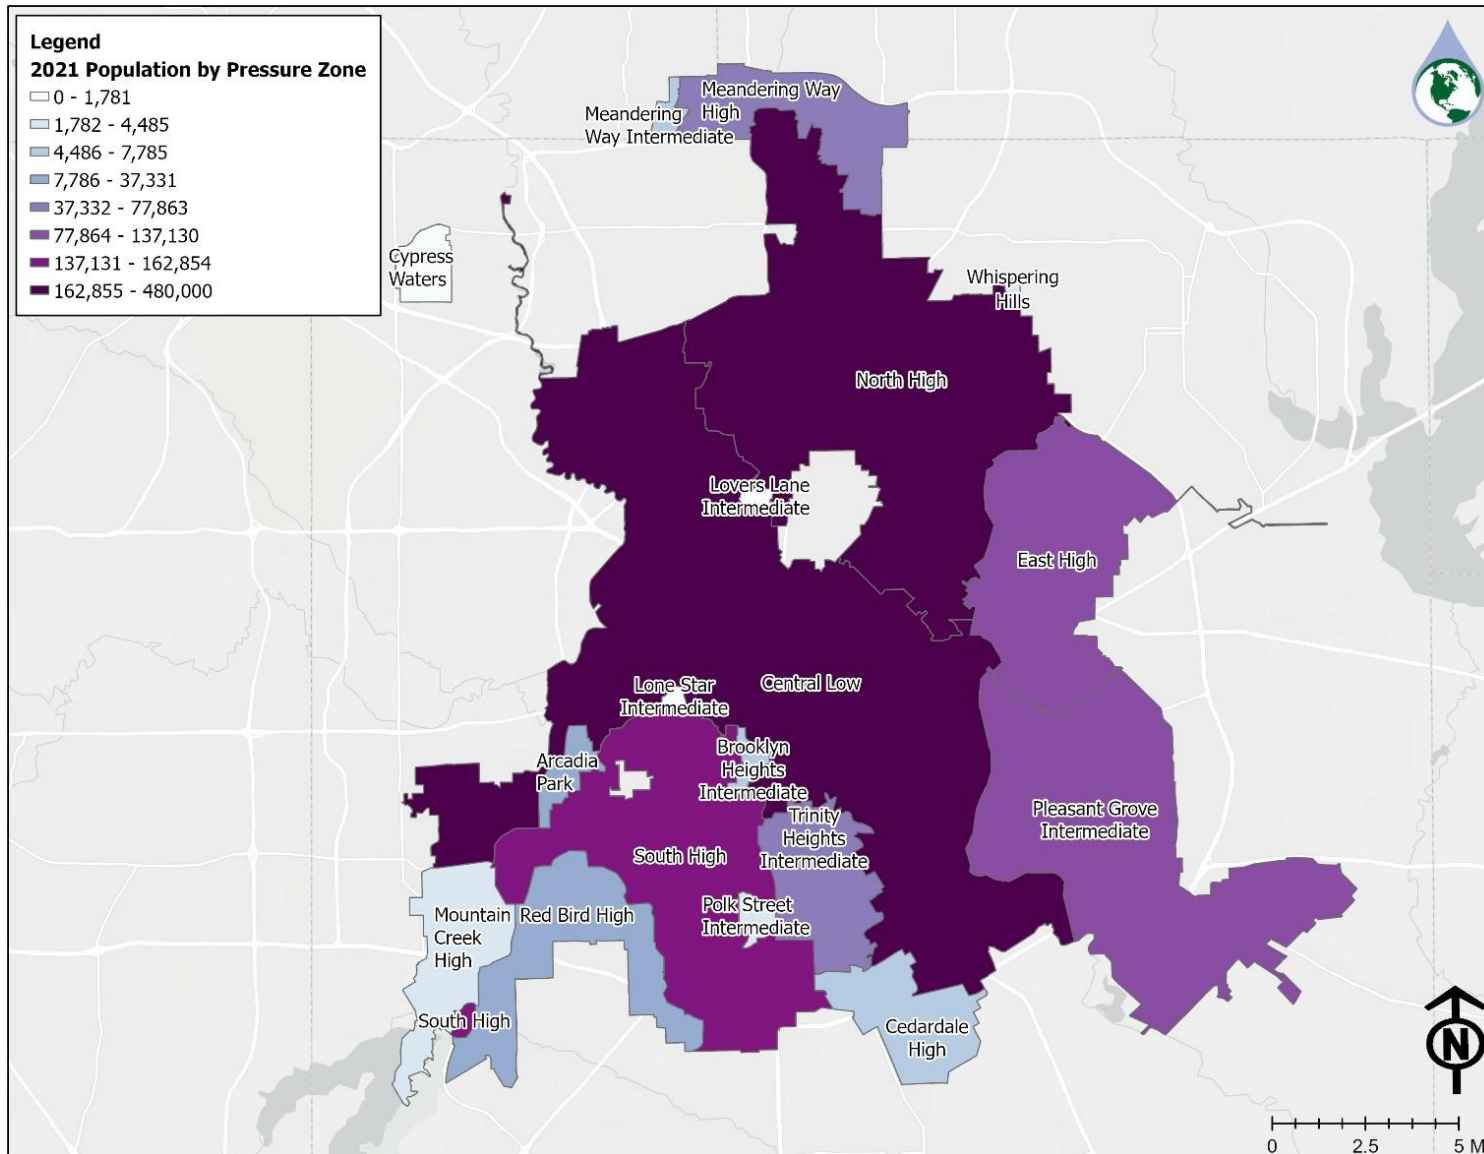 Legend
2021 Population by Pressure Zone
0 - 1,781
1,782 - 4,485
4,486 - 7,785
7,786 - 37,331
37,332 - 77,863
77,864 - 137,130
137,131 - 162,854
162,855 - 480,000
Meandering Way
High
Meandering
Way Intermediate
Cypress
Waters
Whispering
Hills
North High
Lovers Lane
Intermediate
East High
Lone Star
Intermediate
Central Low
Arcadia
Park
Brooklyn
Heights
Intermediate
Trinity
Heights
Intermediate
Pleasant Grove
Intermediate
South High
Polk Street
Intermediate
Mountain
Creek
High
Red Bird High
South High
Cedardale
High
N
0 2.5 5 M